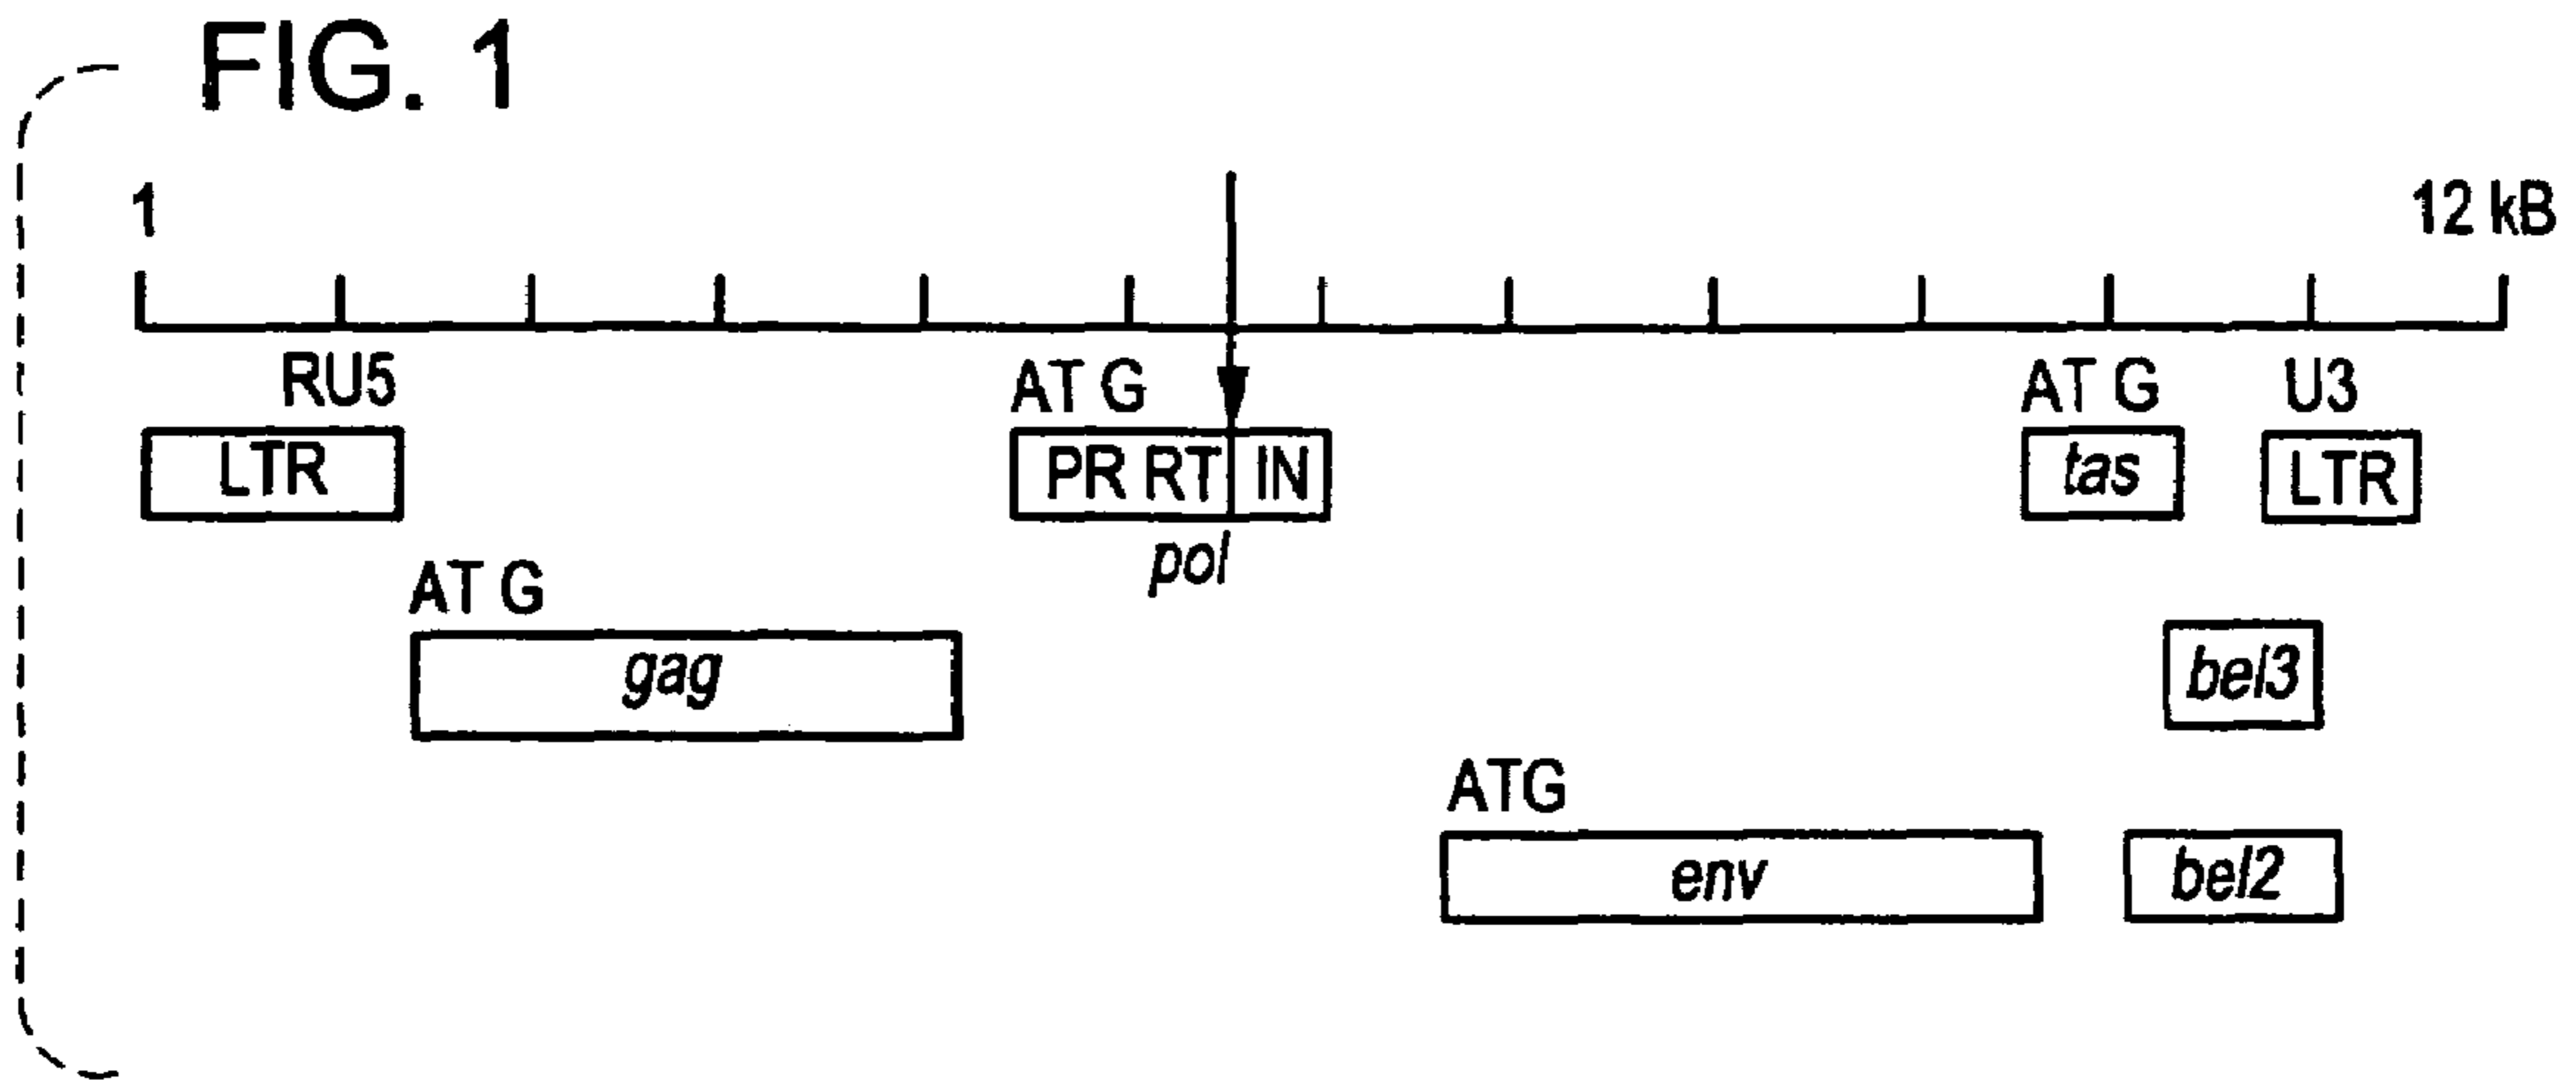 FIG. 1
1 12 kB
RU5 AT G AT G U3
LTR PR RT IN tas LTR
pol
AT G
gag bel3
ATG
env bel2